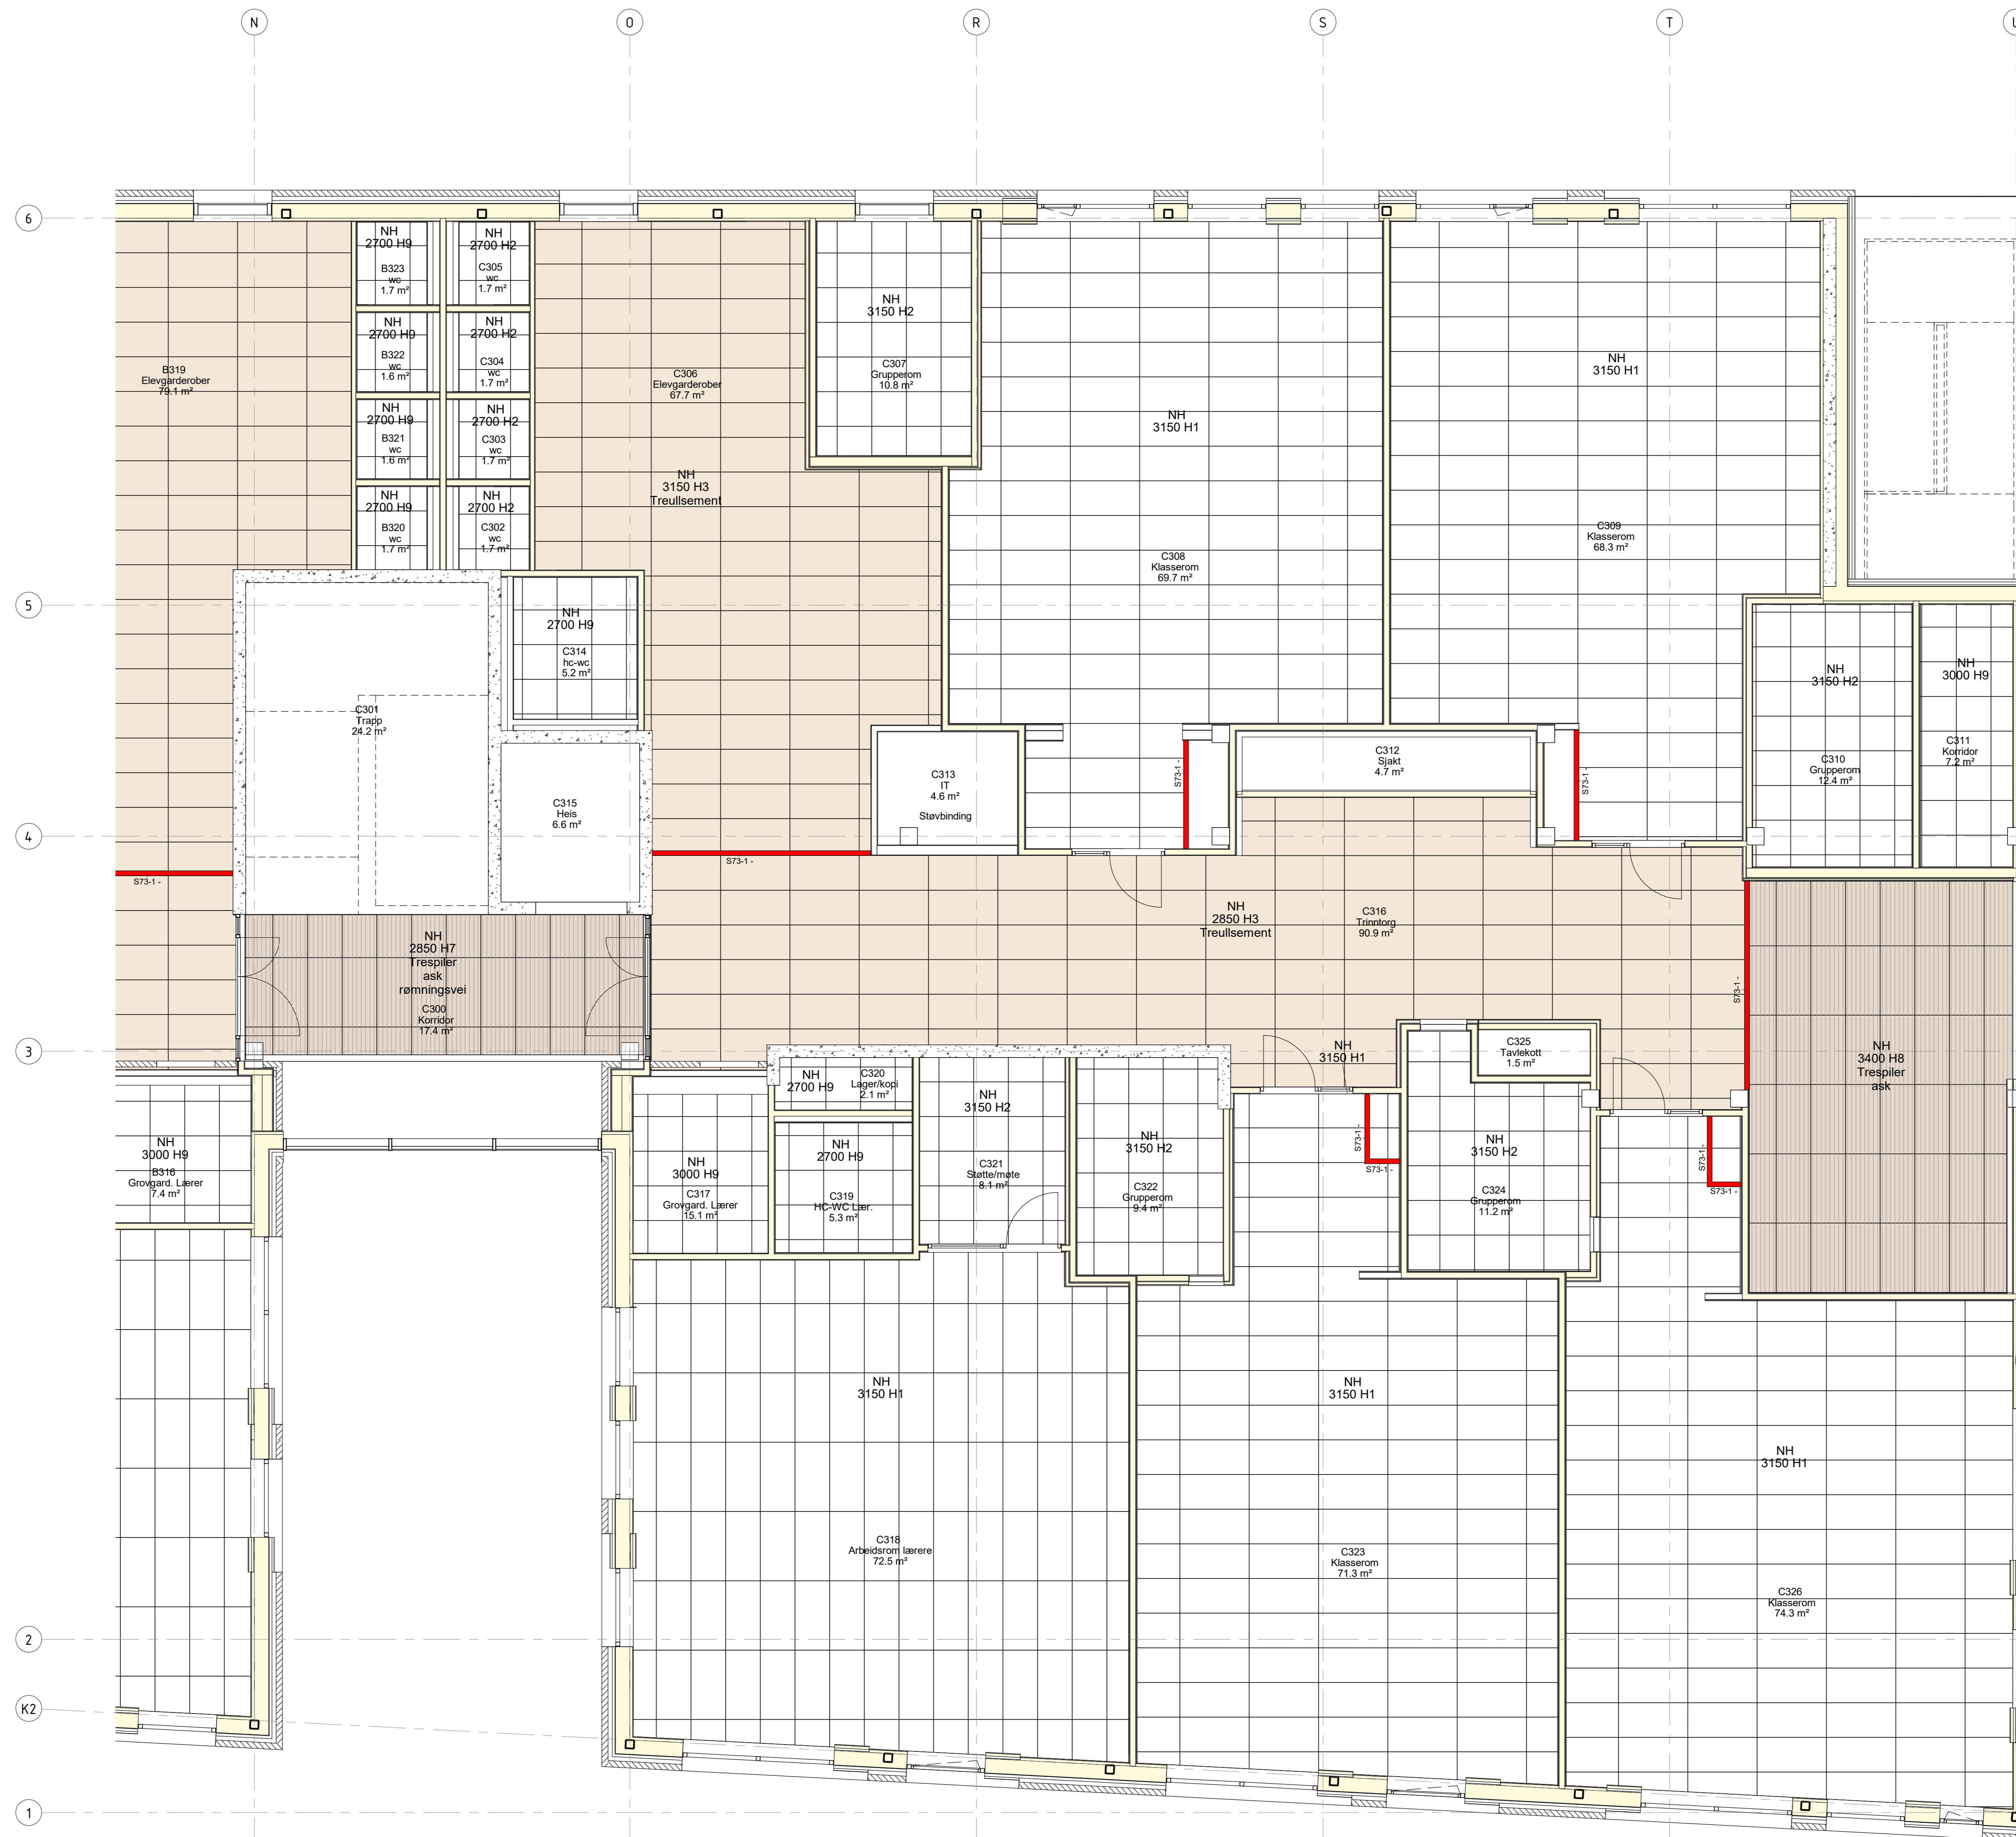 N
O
R
S
T
6
5
4
3
2
K2
1
NH
2700 H9
B323
wc
1.7 m²
NH
2700 H2
C305
wc
1.7 m²
NH
2700 H9
B322
wc
1.6 m²
NH
2700 H2
C304
wc
1.7 m²
NH
2700 H9
B321
wc
1.6 m²
NH
2700 H2
C303
wc
1.7 m²
NH
2700 H9
B320
wc
1.7 m²
NH
2700 H2
C302
wc
1.7 m²
B319
Elevgarderober
79.1 m²
C306
Elevgarderober
67.7 m²
NH
3150 H3
Treullsement
NH
3150 H2
C307
Grupperom
10.8 m²
NH
3150 H1
C308
Klasserom
69.7 m²
NH
3150 H1
C309
Klasserom
68.3 m²
NH
2700 H9
C314
hc-wc
5.2 m²
C301
Trapp
24.2 m²
C315
Heis
6.6 m²
C313
IT
4.6 m²
Støvbinding
C312
Sjakt
4.7 m²
NH
3150 H2
C310
Grupperom
12.4 m²
NH
3000 H9
C311
Korridor
7.2 m²
S73-1 -
S73-1 -
S73-1 -
S73-1 -
NH
2850 H7
Trespiler
ask
rømningsvei
C300
Korridor
17.4 m²
NH
2850 H3
Treullsement
C316
Trinntorg
90.9 m²
S73-1 -
NH
3400 H8
Trespiler
ask
NH
3150 H1
C325
Tavlekott
1.5 m²
NH
3000 H9
B316
Grovgard. Lærer
7.4 m²
NH
3000 H9
C317
Grovgard. Lærer
15.1 m²
NH
2700 H9
C320
Lager/kopi
2.1 m²
NH
2700 H9
C319
HC-WC Lær.
5.3 m²
NH
3150 H2
C321
Støtte/møte
8.1 m²
NH
3150 H2
C322
Grupperom
9.4 m²
S73-1 -
S73-1 -
NH
3150 H2
C324
Grupperom
11.2 m²
S73-1 -
S73-1 -
NH
3150 H1
C318
Arbeidsrom lærere
72.5 m²
NH
3150 H1
C323
Klasserom
71.3 m²
NH
3150 H1
C326
Klasserom
74.3 m²